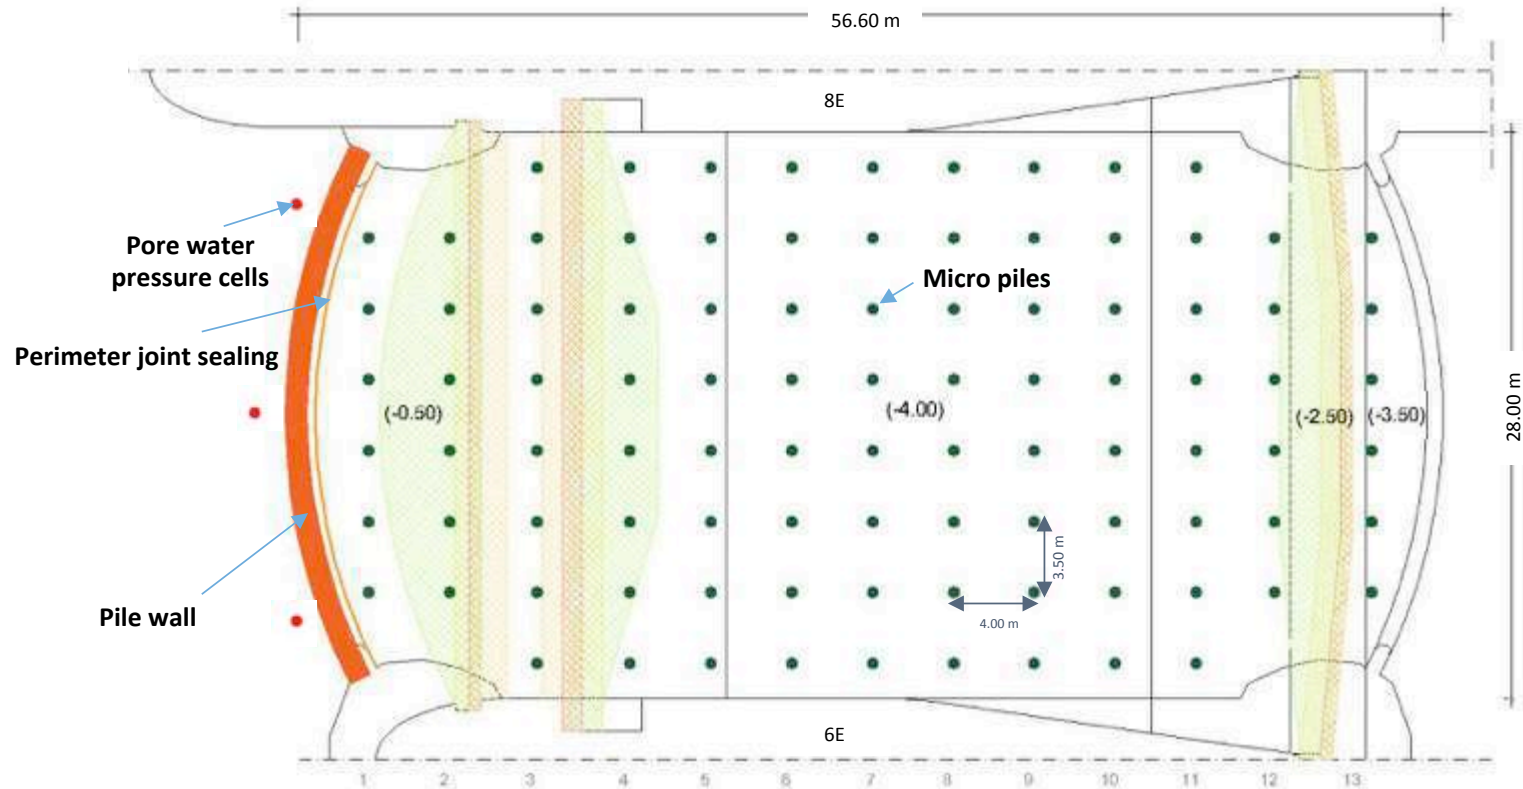 56.60 m
8E
Pore water
pressure cells
Micro piles
Perimeter joint sealing
(-0.50)
(-4.00)
(-2.50)
(-3.50)
28.00 m
3.50 m
4.00 m
Pile wall
6E
1 2 3 4 5 6 7 8 9 10 11 12 13